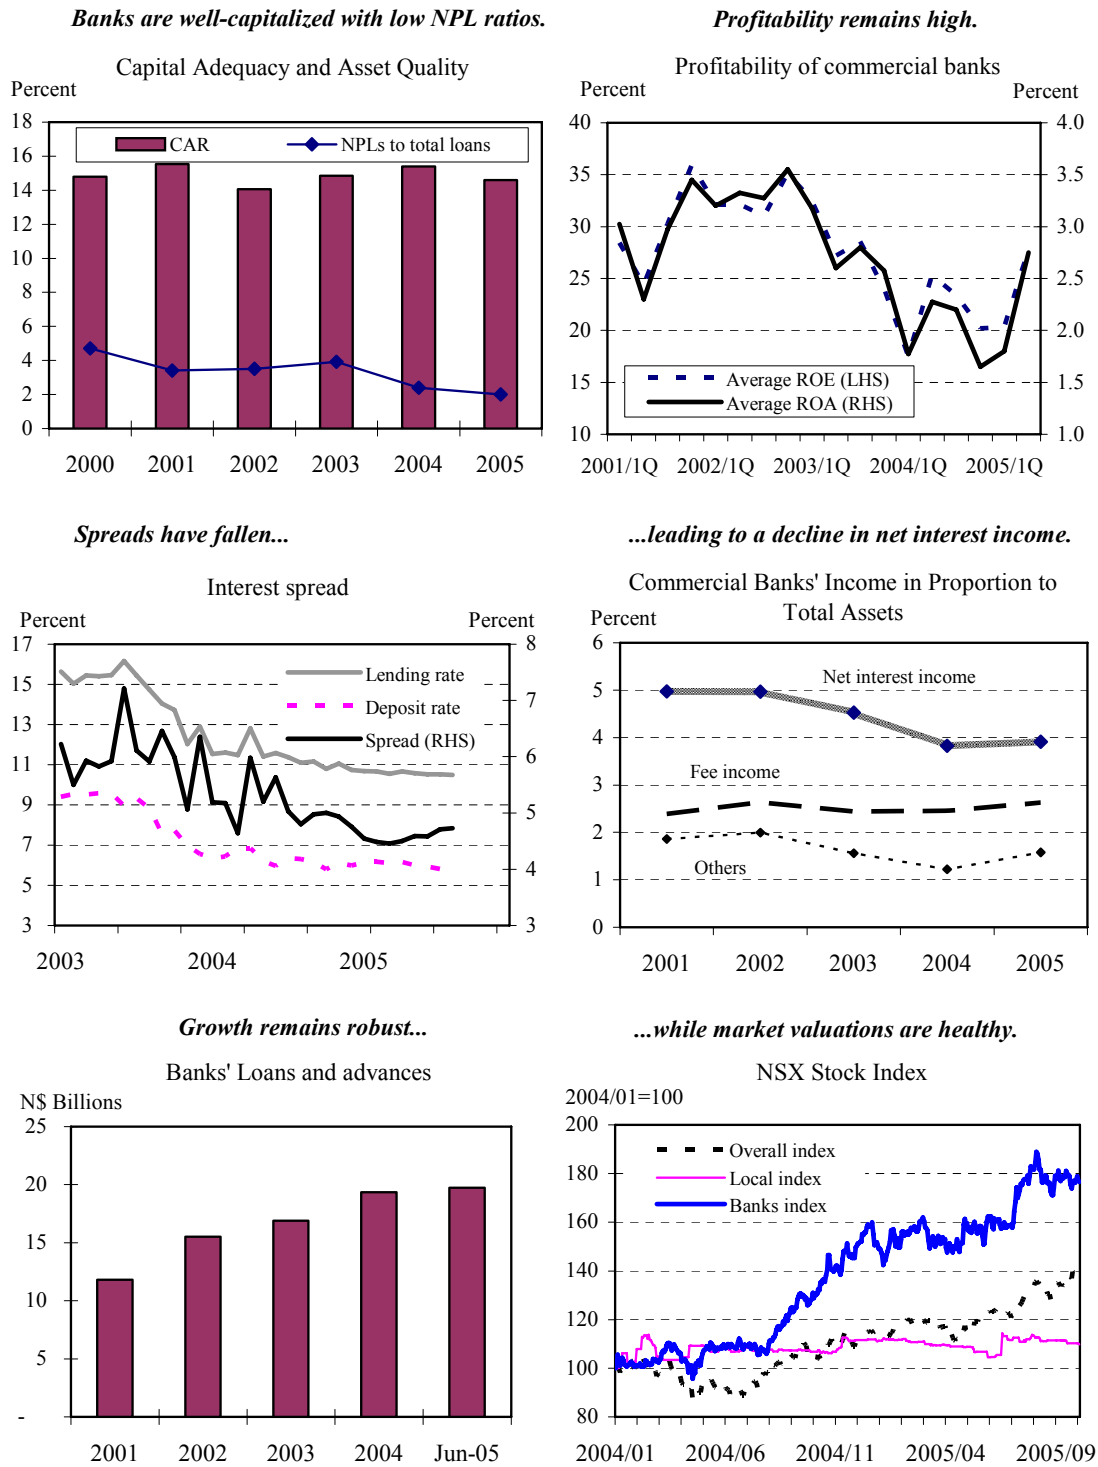 Banks are well-capitalized with low NPL ratios.
Capital Adequacy and Asset Quality
Percent
18
16
14
12
10
8
6
4
2
0
CAR
NPLs to total loans
2000 2001 2002 2003 2004 2005
Profitability remains high.
Profitability of commercial banks
Percent
Percent
40
35
30
25
20
15
10
4.0
3.5
3.0
2.5
2.0
1.5
1.0
Average ROE (LHS)
Average ROA (RHS)
2001/1Q 2002/1Q 2003/1Q 2004/1Q 2005/1Q
Spreads have fallen...
Interest spread
Percent
Percent
17
15
13
11
9
7
5
3
8
7
6
5
4
3
Lending rate
Deposit rate
Spread (RHS)
2003 2004 2005
...leading to a decline in net interest income.
Commercial Banks' Income in Proportion to
Total Assets
Percent
6
5
4
3
2
1
0
Net interest income
Fee income
Others
2001 2002 2003 2004 2005
Growth remains robust...
Banks' Loans and advances
N$ Billions
25
20
15
10
5
-
2001 2002 2003 2004 Jun-05
...while market valuations are healthy.
NSX Stock Index
2004/01=100
200
180
160
140
120
100
80
Overall index
Local index
Banks index
2004/01 2004/06 2004/11 2005/04 2005/09